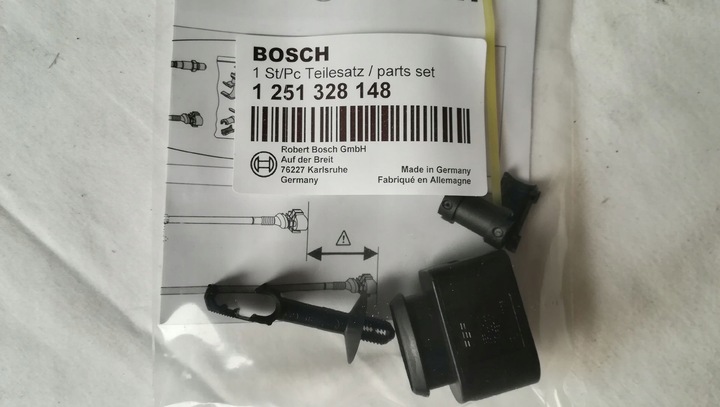 BOSCH
1 St/Pc Teilesatz / parts set
1 251 328 148
Robert Bosch GmbH
Auf der Breit
76227 Karlsruhe
Germany
Made in Germany
Fabriqué en Allemagne